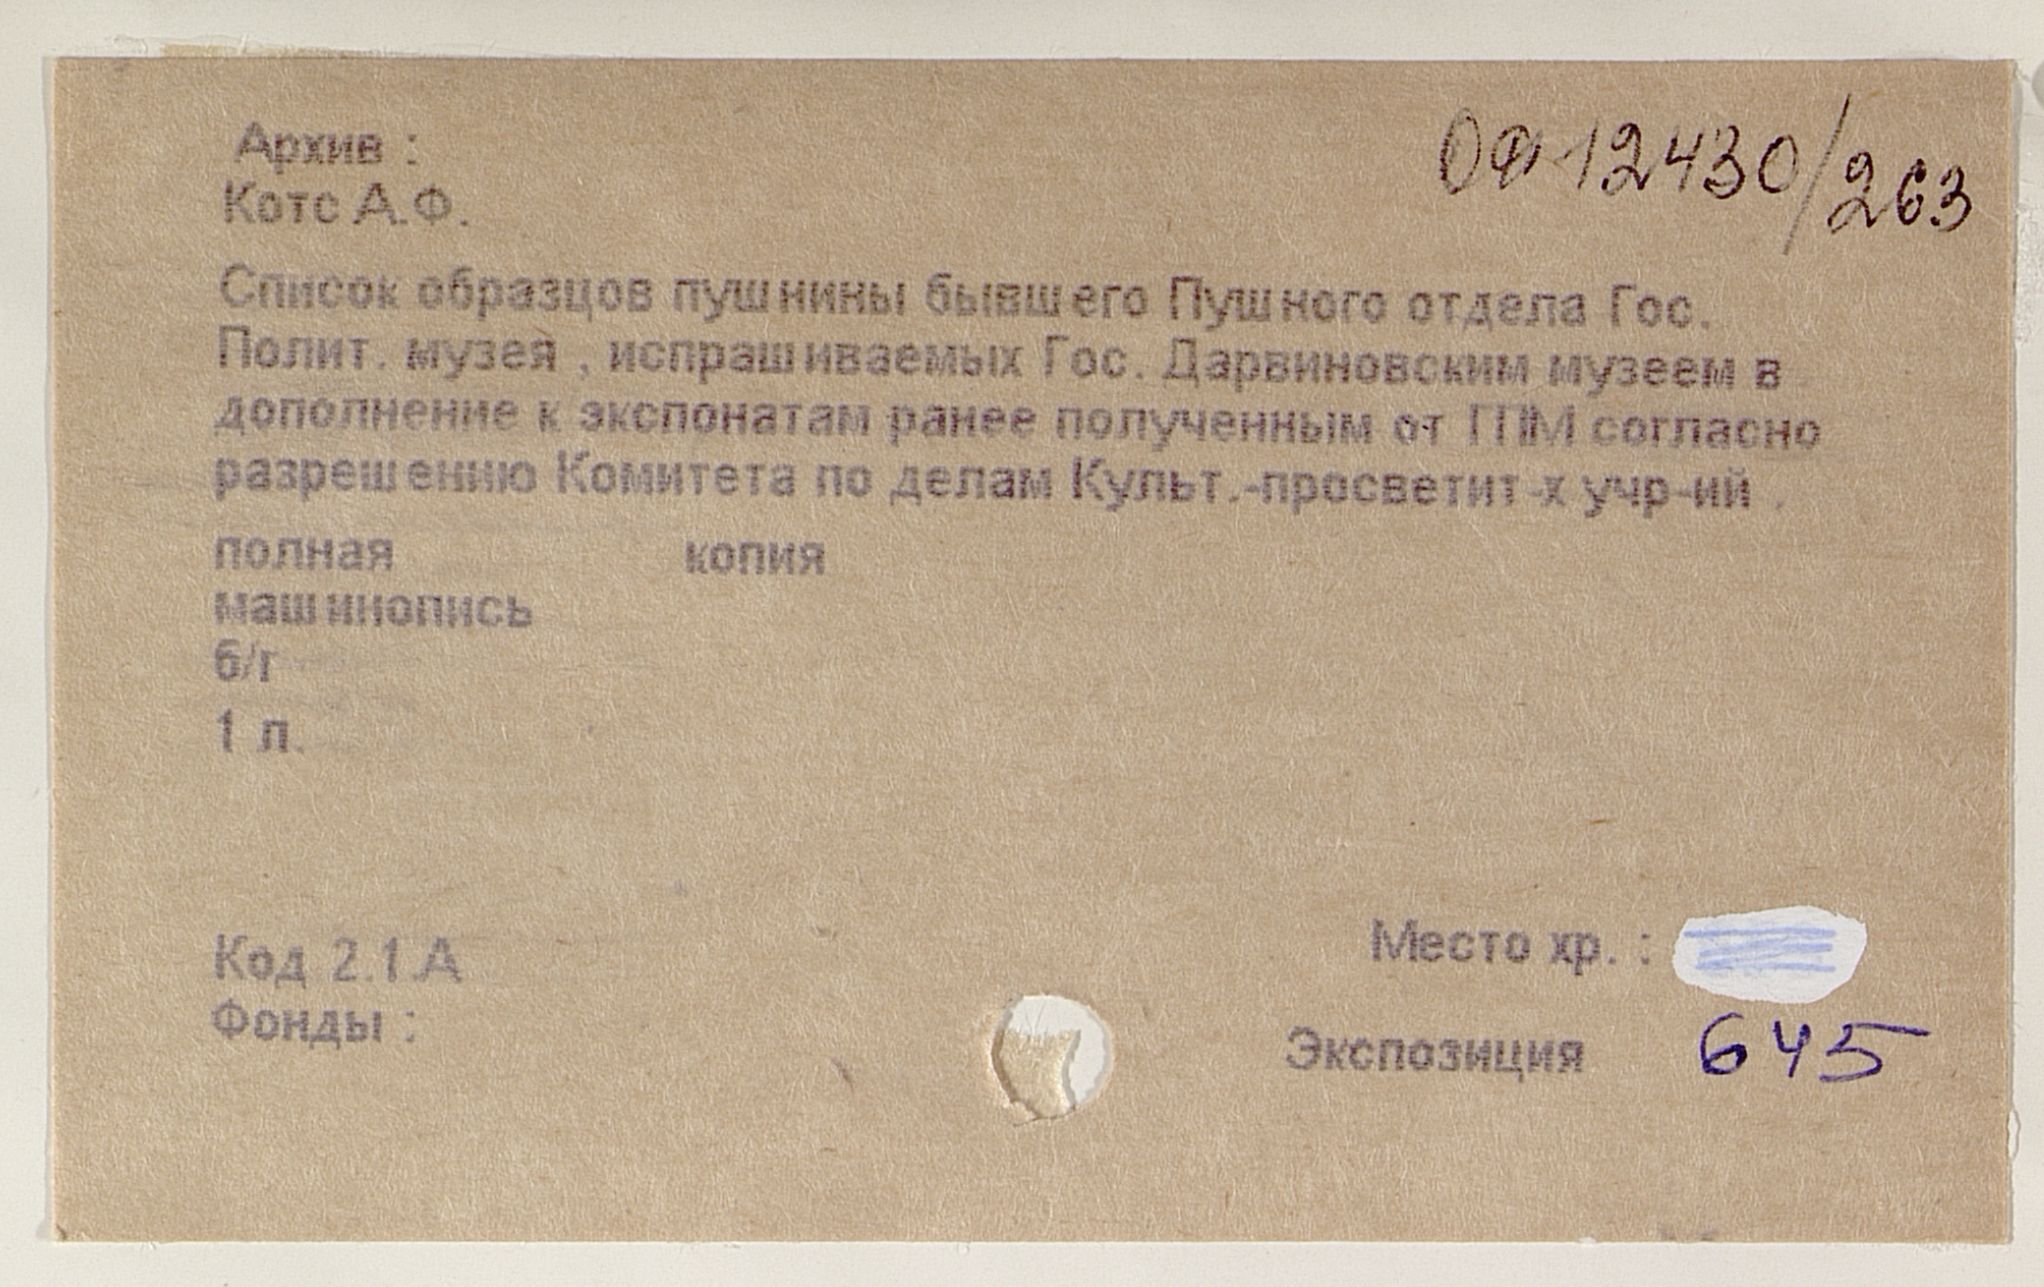 Архив :
ОФ-12430/263
Котс А.Ф.
Список образцов пушнины бывшего Пушного отдела Гос.
Полит. музея , испрашиваемых Гос. Дарвиновским музеем в
дополнение к экспонатам ранее полученным от ГПМ согласно
разрешению Комитета по делам Культ.-просветит-х учр-ий .
полная копия
машинопись
б/г
1 л.
Код 2.1.А
Место хр. :
Фонды :
Экспозиция 645